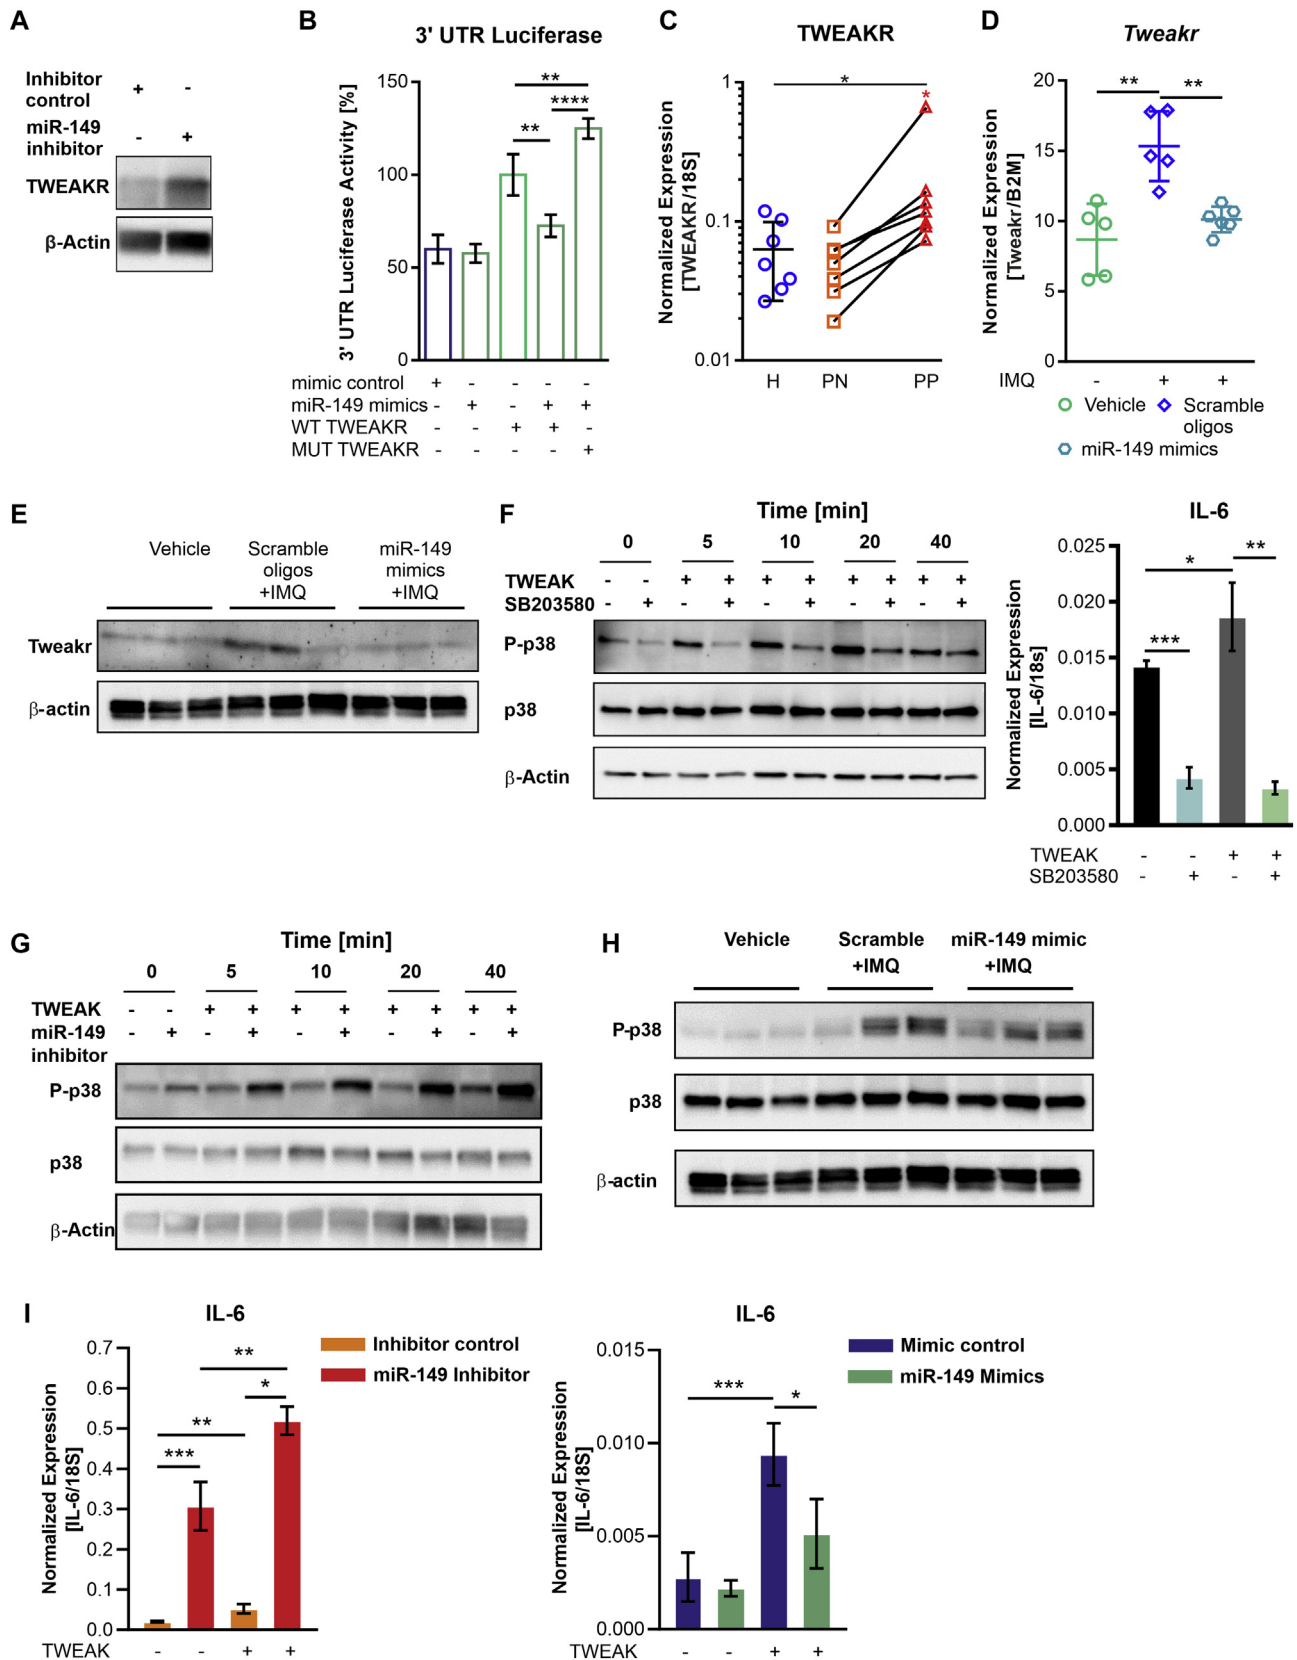 A
Inhibitor control + -
miR-149 inhibitor - +
TWEAKR
β-Actin
B
3' UTR Luciferase
3' UTR Luciferase Activity [%]
150
100
50
0
**
****
**
mimic control + - - - -
miR-149 mimics - + - + +
WT TWEAKR - - + + -
MUT TWEAKR - - - - +
C
TWEAKR
Normalized Expression
[TWEAKR/18S]
1
0.1
0.01
*
*
H PN PP
D
Tweakr
Normalized Expression
[Tweakr/B2M]
20
15
10
5
0
** **
IMQ - + +
Vehicle Scramble oligos
miR-149 mimics
E
Vehicle
Scramble oligos +IMQ
miR-149 mimics +IMQ
Tweakr
β-actin
F
Time [min]
0 5 10 20 40
TWEAK - - + + + + + + + +
SB203580 - + - + - + - + - +
P-p38
p38
β-Actin
IL-6
Normalized Expression
[IL-6/18s]
0.025
0.020
0.015
0.010
0.005
0.000
*
**
***
TWEAK - - + +
SB203580 - + - +
G
Time [min]
0 5 10 20 40
TWEAK - - + + + + + + + +
miR-149 inhibitor - + - + - + - + - +
P-p38
p38
β-Actin
H
Vehicle
Scramble +IMQ
miR-149 mimic +IMQ
P-p38
p38
β-actin
I
IL-6
Normalized Expression
[IL-6/18S]
0.7
0.6
0.5
0.4
0.3
0.2
0.1
0.0
**
*
**
***
Inhibitor control
miR-149 Inhibitor
TWEAK - - + +
IL-6
Normalized Expression
[IL-6/18S]
0.015
0.010
0.005
0.000
***
*
Mimic control
miR-149 Mimics
TWEAK - - + +